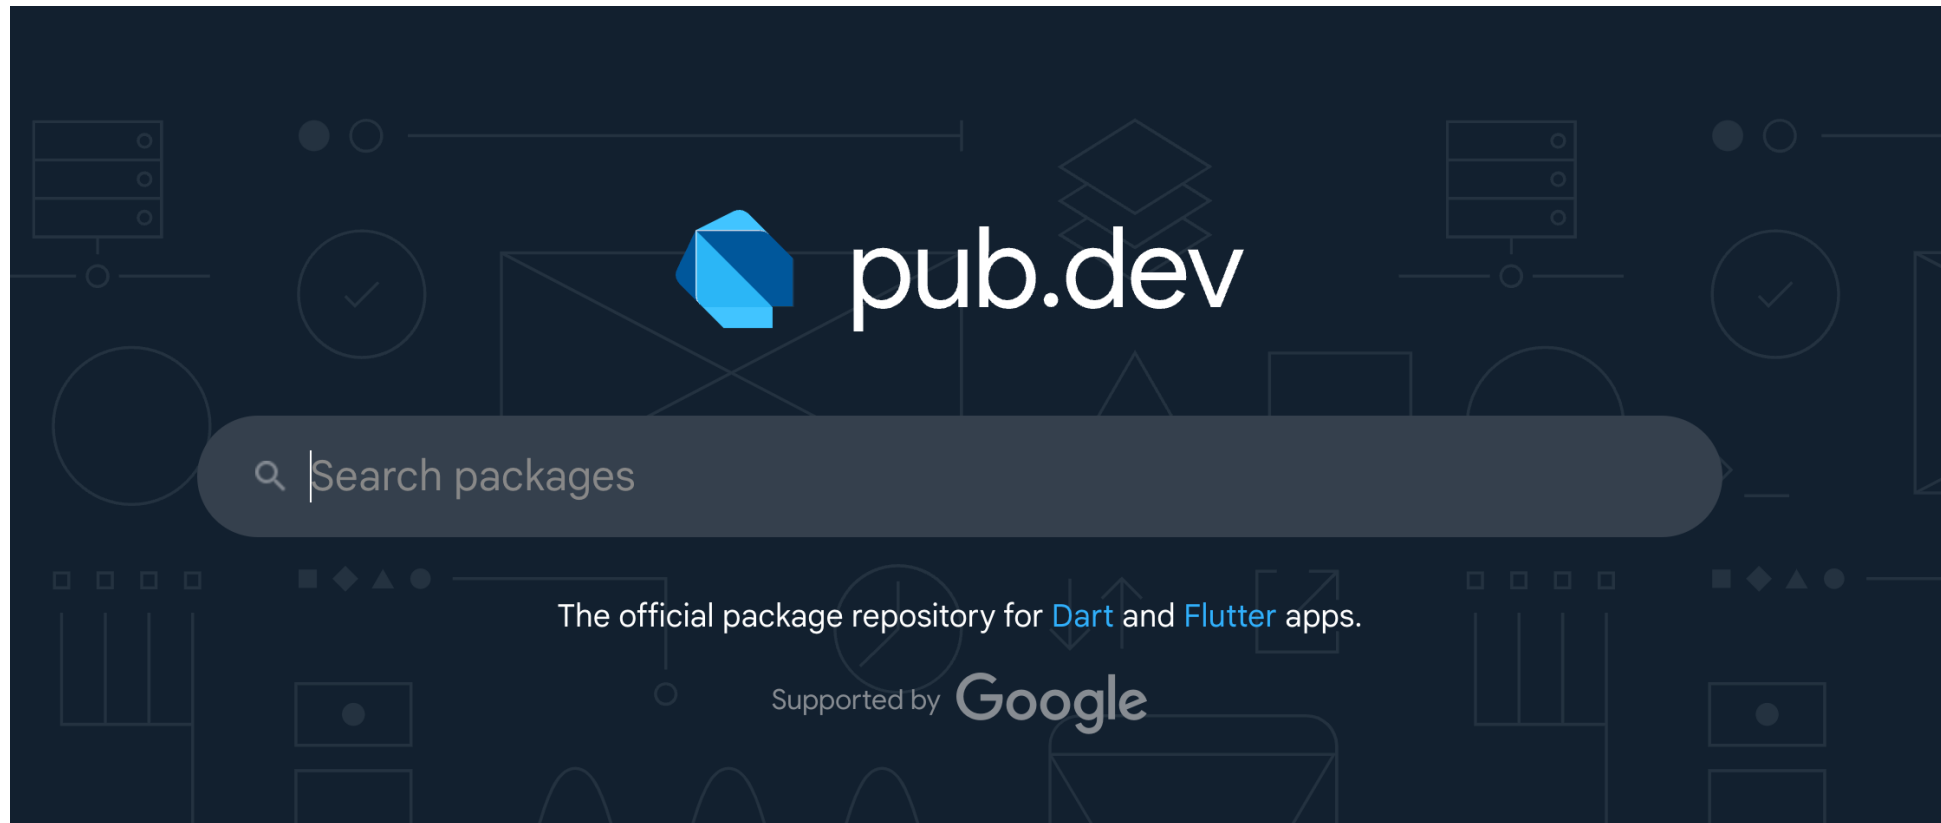 pub.dev
Search packages
The official package repository for Dart and Flutter apps.
Supported by Google